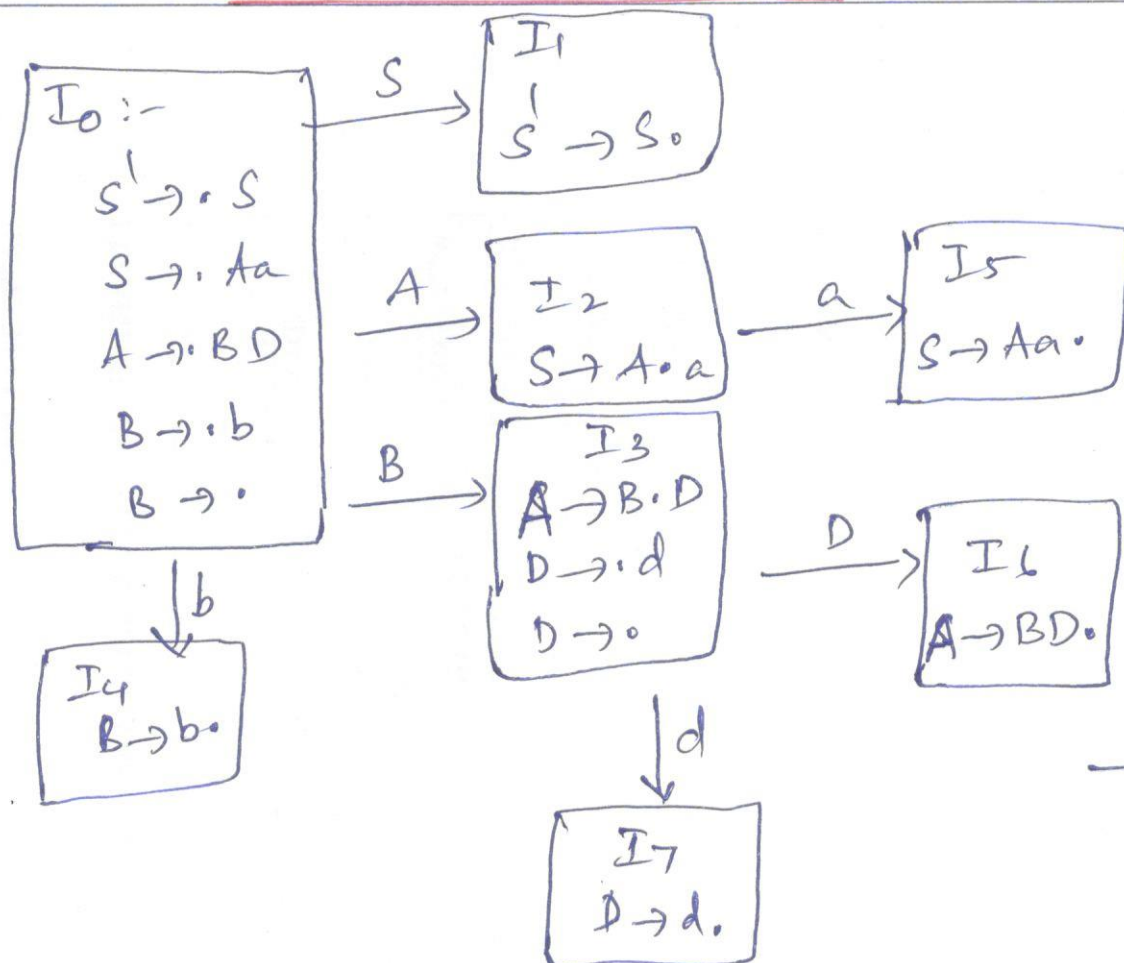 I0 :-
S' → . S
S → . Aa
A → . BD
B → . b
B → .
S
I1
S' → S.
A
I2
S → A . a
a
I5
S → Aa .
B
I3
A → B . D
D → . d
D → .
D
I6
A → BD .
b
I4
B → b .
d
I7
D → d .